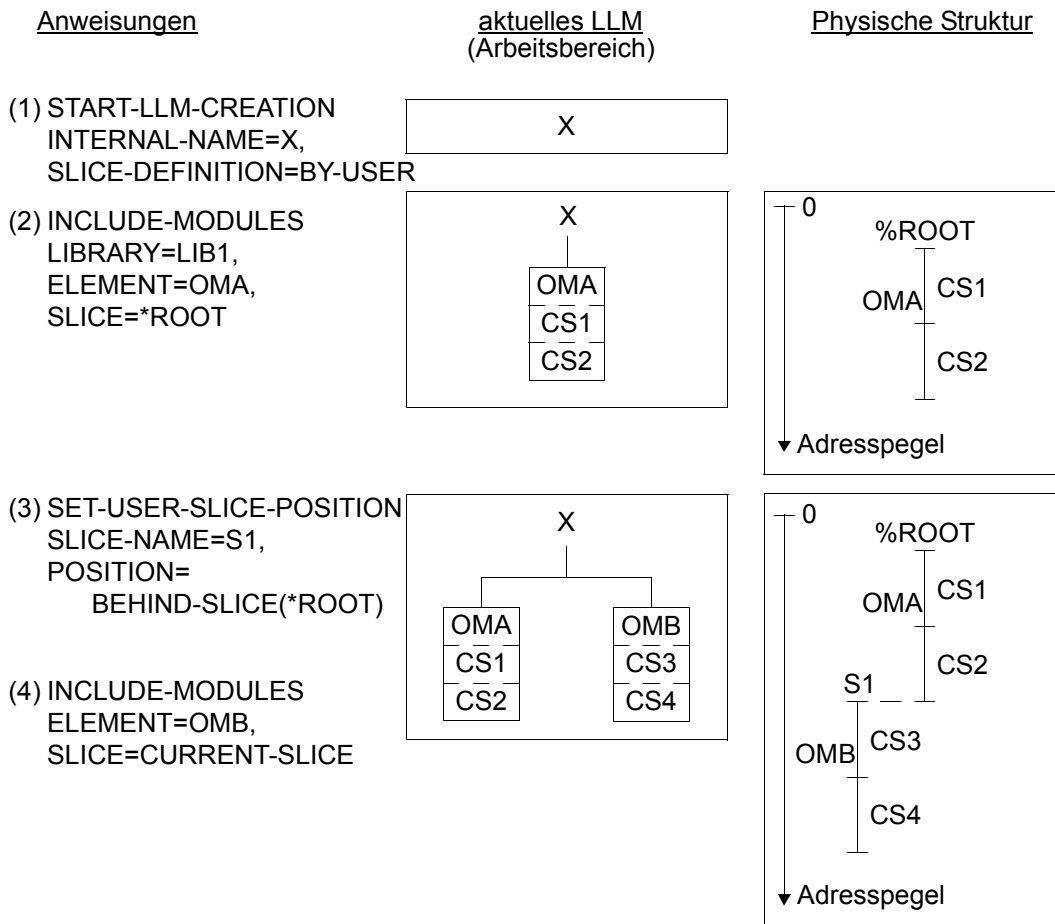 Anweisungen
aktuelles LLM
(Arbeitsbereich)
Physische Struktur
(1) START-LLM-CREATION
INTERNAL-NAME=X,
SLICE-DEFINITION=BY-USER
X
(2) INCLUDE-MODULES
LIBRARY=LIB1,
ELEMENT=OMA,
SLICE=*ROOT
X
OMA
CS1
CS2
0
%ROOT
CS1
OMA
CS2
Adresspegel
(3) SET-USER-SLICE-POSITION
SLICE-NAME=S1,
POSITION=
BEHIND-SLICE(*ROOT)
(4) INCLUDE-MODULES
ELEMENT=OMB,
SLICE=CURRENT-SLICE
X
OMA
CS1
CS2
OMB
CS3
CS4
0
%ROOT
CS1
OMA
CS2
S1
CS3
OMB
CS4
Adresspegel